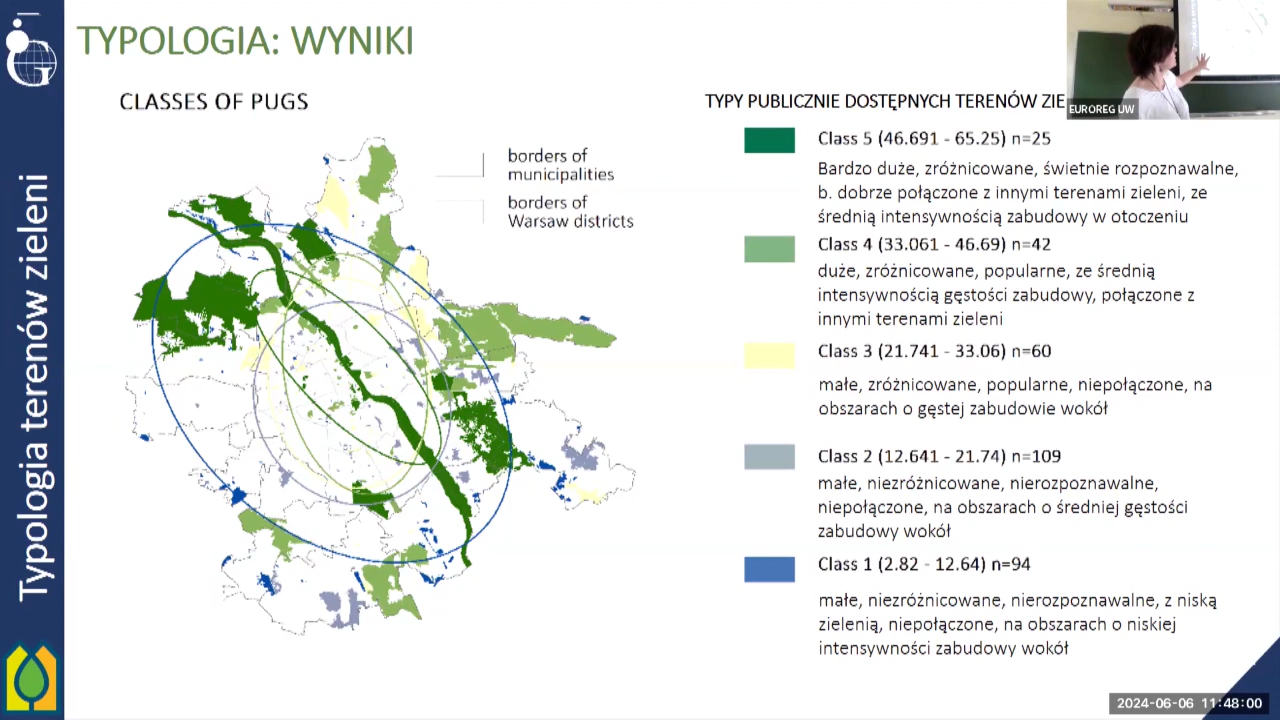 TYPOLOGIA: WYNIKI
CLASSES OF PUGS
borders of
municipalities
borders of
Warsaw districts
TYPY PUBLICZNIE DOSTĘPNYCH TERENÓW ZIE
EUROREG UW
Class 5 (46.691 - 65.25) n=25
Bardzo duże, zróżnicowane, świetnie rozpoznawalne,
b. dobrze połączone z innymi terenami zieleni, ze
średnią intensywnością zabudowy w otoczeniu
Class 4 (33.061 - 46.69) n=42
duże, zróżnicowane, popularne, ze średnią
intensywnością gęstości zabudowy, połączone z
innymi terenami zieleni
Class 3 (21.741 - 33.06) n=60
małe, zróżnicowane, popularne, niepołączone, na
obszarach o gęstej zabudowie wokół
Class 2 (12.641 - 21.74) n=109
małe, niezróżnicowane, nierozpoznawalne,
niepołączone, na obszarach o średniej gęstości
zabudowy wokół
Class 1 (2.82 - 12.64) n=94
małe, niezróżnicowane, nierozpoznawalne, z niską
zielenią, niepołączone, na obszarach o niskiej
intensywności zabudowy wokół
Typologia terenów zieleni
2024-06-06 11:48:00